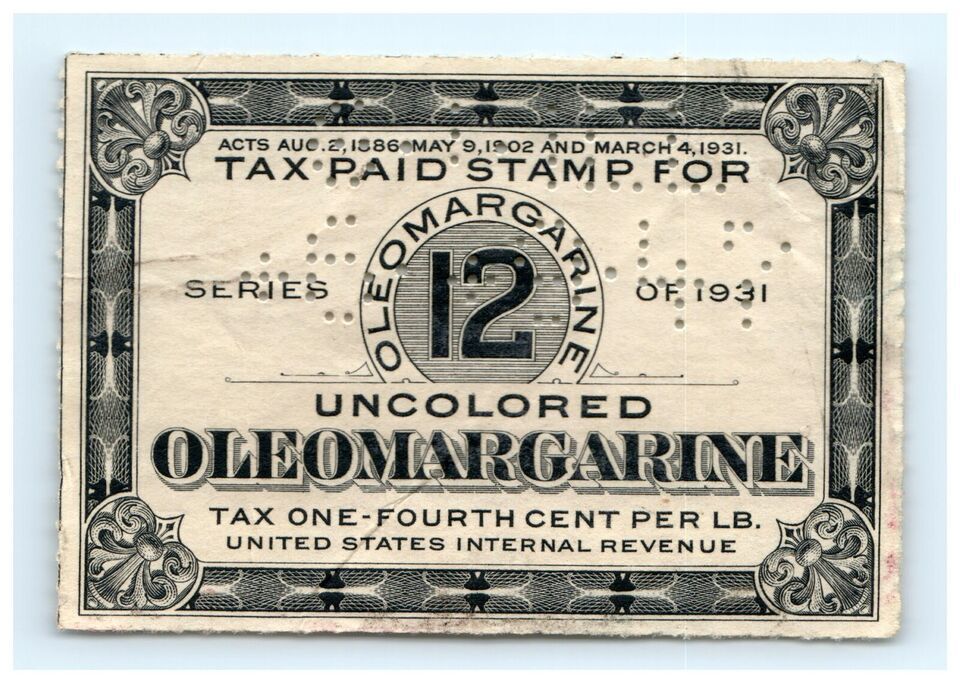 ACTS AUG. 2, 1886 MAY 9, 1902 AND MARCH 4, 1931.
TAX PAID STAMP FOR
OLEOMARGARINE
SERIES 12 OF 1931
UNCOLORED
OLEOMARGARINE
TAX ONE-FOURTH CENT PER LB.
UNITED STATES INTERNAL REVENUE